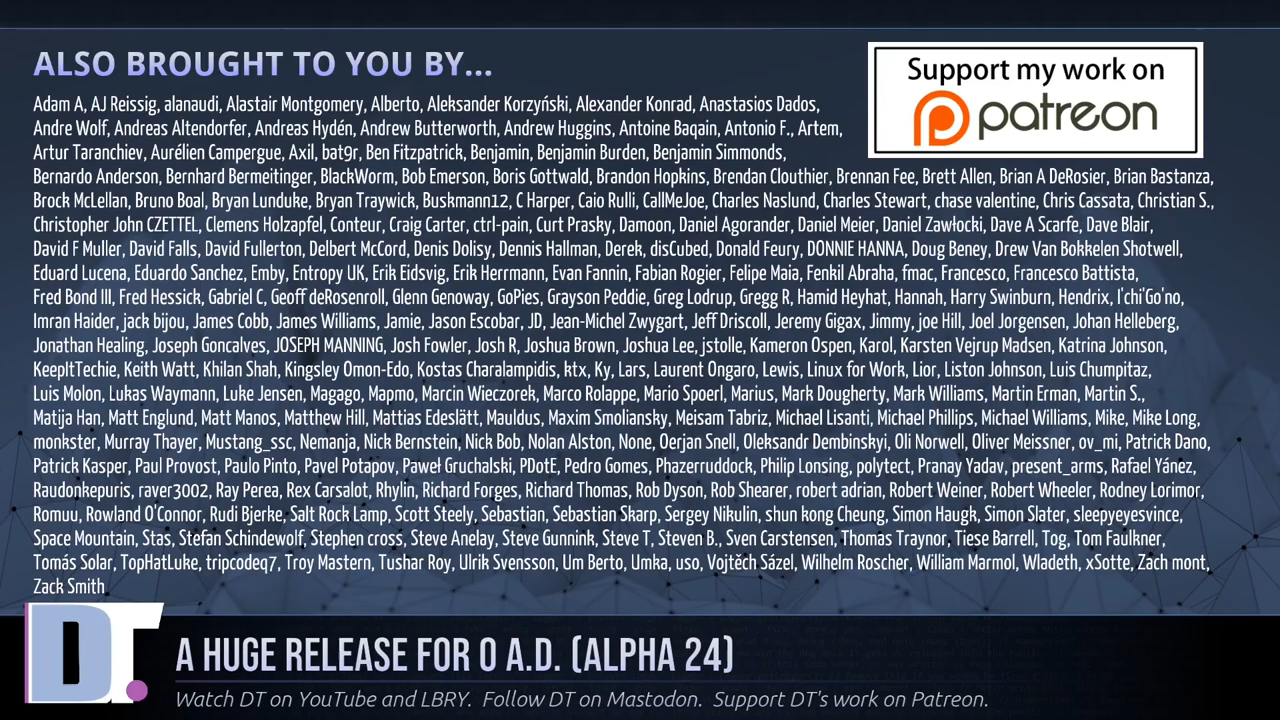 ALSO BROUGHT TO YOU BY...
Support my work on
patreon
Adam A, AJ Reissig, alanaudi, Alastair Montgomery, Alberto, Aleksander Korzyński, Alexander Konrad, Anastasios Dados,
Andre Wolf, Andreas Altendorfer, Andreas Hydén, Andrew Butterworth, Andrew Huggins, Antoine Baqain, Antonio F., Artem,
Artur Taranchiev, Aurélien Campergue, Axil, bat9r, Ben Fitzpatrick, Benjamin, Benjamin Burden, Benjamin Simmonds,
Bernardo Anderson, Bernhard Bermeitinger, BlackWorm, Bob Emerson, Boris Gottwald, Brandon Hopkins, Brendan Clouthier, Brennan Fee, Brett Allen, Brian A DeRosier, Brian Bastanza,
Brock McLellan, Bruno Boal, Bryan Lunduke, Bryan Traywick, Buskmann12, C Harper, Caio Rulli, CallMeJoe, Charles Naslund, Charles Stewart, chase valentine, Chris Cassata, Christian S.,
Christopher John CZETTEL, Clemens Holzapfel, Conteur, Craig Carter, ctrl-pain, Curt Prasky, Damoon, Daniel Agorander, Daniel Meier, Daniel Zawłocki, Dave A Scarfe, Dave Blair,
David F Muller, David Falls, David Fullerton, Delbert McCord, Denis Dolisy, Dennis Hallman, Derek, disCubed, Donald Feury, DONNIE HANNA, Doug Beney, Drew Van Bokkelen Shotwell,
Eduard Lucena, Eduardo Sanchez, Emby, Entropy UK, Erik Eidsvig, Erik Herrmann, Evan Fannin, Fabian Rogier, Felipe Maia, Fenkil Abraha, fmac, Francesco, Francesco Battista,
Fred Bond III, Fred Hessick, Gabriel C, Geoff deRosenroll, Glenn Genoway, GoPies, Grayson Peddie, Greg Lodrup, Gregg R, Hamid Heyhat, Hannah, Harry Swinburn, Hendrix, I'chi'Go'no,
Imran Haider, jack bijou, James Cobb, James Williams, Jamie, Jason Escobar, JD, Jean-Michel Zwygart, Jeff Driscoll, Jeremy Gigax, Jimmy, joe Hill, Joel Jorgensen, Johan Helleberg,
Jonathan Healing, Joseph Goncalves, JOSEPH MANNING, Josh Fowler, Josh R, Joshua Brown, Joshua Lee, jstolle, Kameron Ospen, Karol, Karsten Vejrup Madsen, Katrina Johnson,
KeepItTechie, Keith Watt, Khilan Shah, Kingsley Omon-Edo, Kostas Charalampidis, ktx, Ky, Lars, Laurent Ongaro, Lewis, Linux for Work, Lior, Liston Johnson, Luis Chumpitaz,
Luis Molon, Lukas Waymann, Luke Jensen, Magago, Mapmo, Marcin Wieczorek, Marco Rolappe, Mario Spoerl, Marius, Mark Dougherty, Mark Williams, Martin Erman, Martin S.,
Matija Han, Matt Englund, Matt Manos, Matthew Hill, Mattias Edeslätt, Mauldus, Maxim Smoliansky, Meisam Tabriz, Michael Lisanti, Michael Phillips, Michael Williams, Mike, Mike Long,
monkster, Murray Thayer, Mustang_ssc, Nemanja, Nick Bernstein, Nick Bob, Nolan Alston, None, Oerjan Snell, Oleksandr Dembinskyi, Oli Norwell, Oliver Meissner, ov_mi, Patrick Dano,
Patrick Kasper, Paul Provost, Paulo Pinto, Pavel Potapov, Paweł Gruchalski, PDotE, Pedro Gomes, Phazerruddock, Philip Lonsing, polytect, Pranay Yadav, present_arms, Rafael Yánez,
Raudonkepuris, raver3002, Ray Perea, Rex Carsalot, Rhylin, Richard Forges, Richard Thomas, Rob Dyson, Rob Shearer, robert adrian, Robert Weiner, Robert Wheeler, Rodney Lorimor,
Romuu, Rowland O'Connor, Rudi Bjerke, Salt Rock Lamp, Scott Steely, Sebastian, Sebastian Skarp, Sergey Nikulin, shun kong Cheung, Simon Haugk, Simon Slater, sleepyeyesvince,
Space Mountain, Stas, Stefan Schindewolf, Stephen cross, Steve Anelay, Steve Gunnink, Steve T, Steven B., Sven Carstensen, Thomas Traynor, Tiese Barrell, Tog, Tom Faulkner,
Tomás Solar, TopHatLuke, tripcodeq7, Troy Mastern, Tushar Roy, Ulrik Svensson, Um Berto, Umka, uso, Vojtěch Sázel, Wilhelm Roscher, William Marmol, Wladeth, xSotte, Zach mont,
Zack Smith
DT.
A HUGE RELEASE FOR 0 A.D. (ALPHA 24)
Watch DT on YouTube and LBRY. Follow DT on Mastodon. Support DT's work on Patreon.